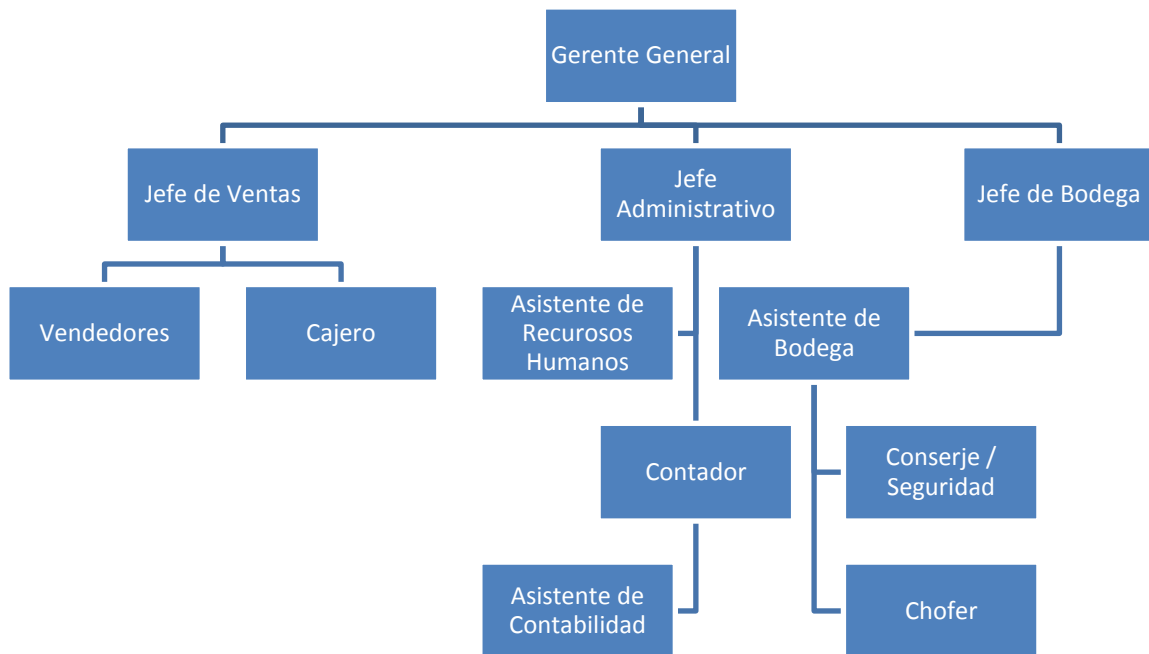 Gerente General
Jefe de Ventas
Jefe
Administrativo
Jefe de Bodega
Vendedores
Cajero
Asistente de
Recurosos
Humanos
Asistente de
Bodega
Contador
Conserje /
Seguridad
Asistente de
Contabilidad
Chofer